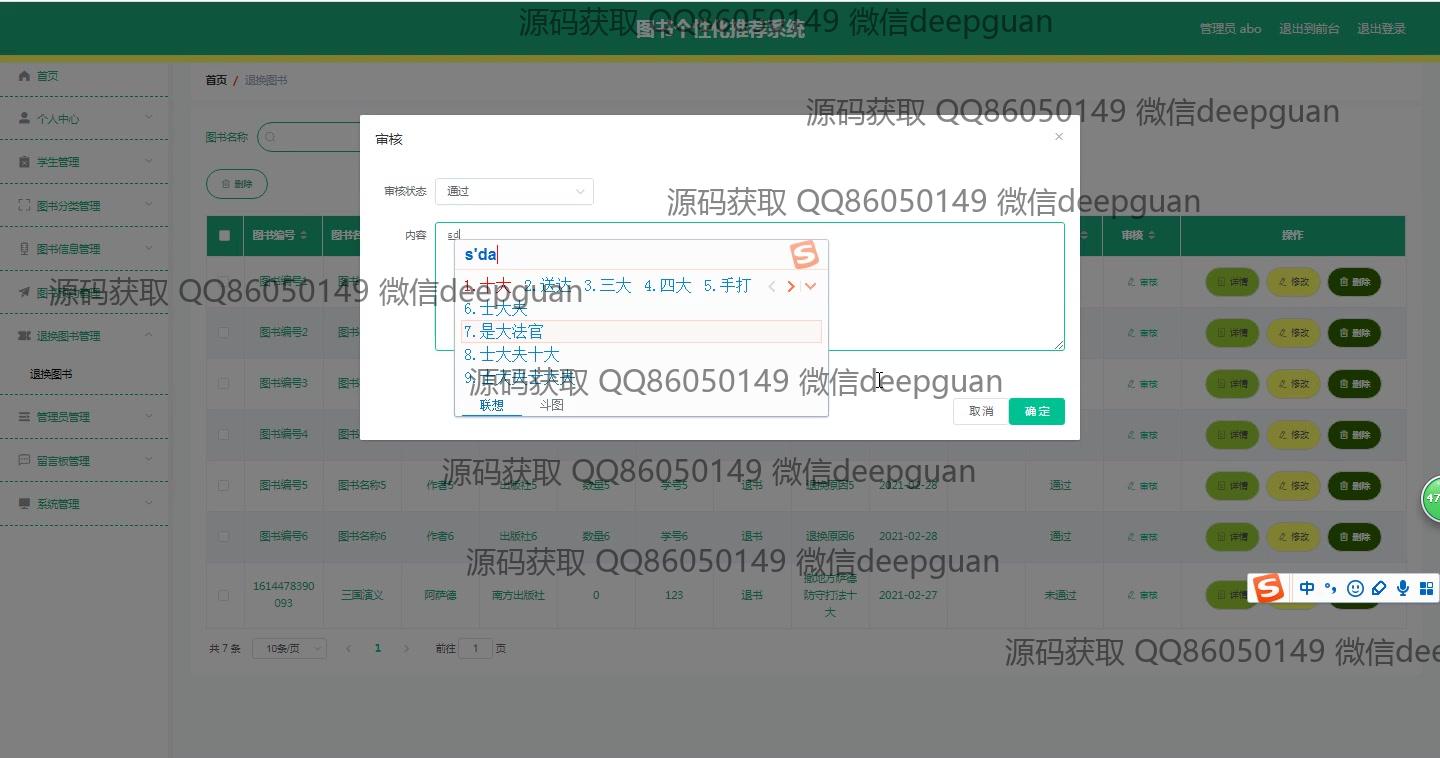 图书个性化推荐系统
源码获取 QQ86050149 微信deepguan
管理员 abo 退出到前台 退出登录
首页
个人中心
学生管理
图书分类管理
图书信息管理
退换图书管理
退换图书
管理员管理
留言板管理
系统管理
首页 / 退换图书
源码获取 QQ86050149 微信deepguan
图书名称
删除
审核
审核状态 通过
源码获取 QQ86050149 微信deepguan
内容 sd
s'da
1.十大 2.送达 3.三大 4.四大 5.手打
6.士大夫
7.是大法官
8.士大夫十大
联想 斗图
取消 确定
源码获取 QQ86050149 微信deepguan
源码获取 QQ86050149 微信deepguan
图书编号 图书名 审核 操作
审核 详情 修改 删除
图书编号2 图书 审核 详情 修改 删除
图书编号3 图书 审核 详情 修改 删除
图书编号4 图书 审核 详情 修改 删除
源码获取 QQ86050149 微信deepguan
图书编号5 图书名称5 作者5 出版社5 数量5 学号5 退书 退换原因5 2021-02-28 通过 审核 详情 修改 删除
图书编号6 图书名称6 作者6 出版社6 数量6 学号6 退书 退换原因6 2021-02-28 通过 审核 详情 修改 删除
源码获取 QQ86050149 微信deepguan
1614478390093 三国演义 阿萨德 南方出版社 0 123 退书 防守打法十大 2021-02-27 未通过 审核 详情
中
47
共 7 条 10条/页 1 前往 1 页
源码获取 QQ86050149 微信dee